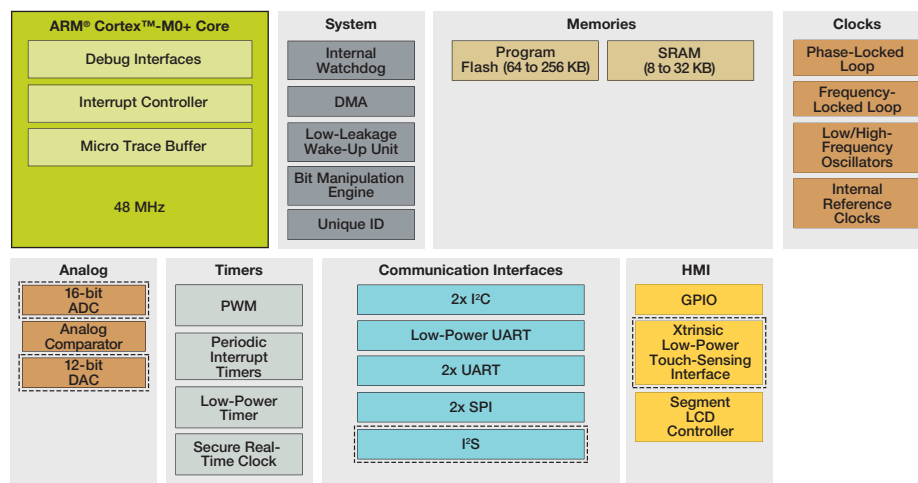 ARM® Cortex™-M0+ Core
Debug Interfaces
Interrupt Controller
Micro Trace Buffer
48 MHz
System
Internal
Watchdog
DMA
Low-Leakage
Wake-Up Unit
Bit Manipulation
Engine
Unique ID
Memories
Program
Flash (64 to 256 KB)
SRAM
(8 to 32 KB)
Clocks
Phase-Locked
Loop
Frequency-
Locked Loop
Low/High-
Frequency
Oscillators
Internal
Reference
Clocks
Analog
16-bit
ADC
Analog
Comparator
12-bit
DAC
Timers
PWM
Periodic
Interrupt
Timers
Low-Power
Timer
Secure Real-
Time Clock
Communication Interfaces
2x I²C
Low-Power UART
2x UART
2x SPI
I²S
HMI
GPIO
Xtrinsic
Low-Power
Touch-Sensing
Interface
Segment
LCD
Controller